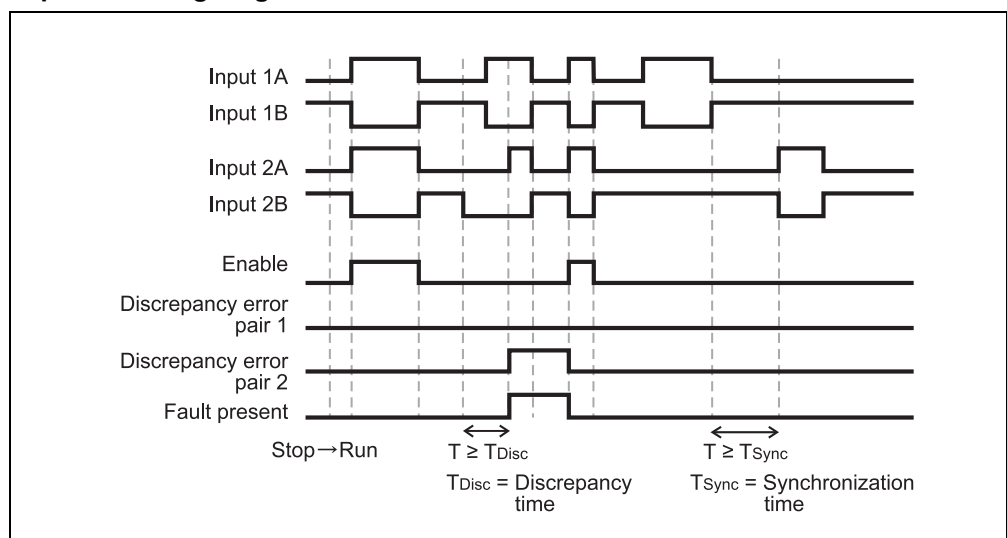 Input 1A
Input 1B
Input 2A
Input 2B
Enable
Discrepancy error
pair 1
Discrepancy error
pair 2
Fault present
Stop→Run
T ≥ TDisc
T ≥ TSync
TDisc = Discrepancy
time
TSync = Synchronization
time